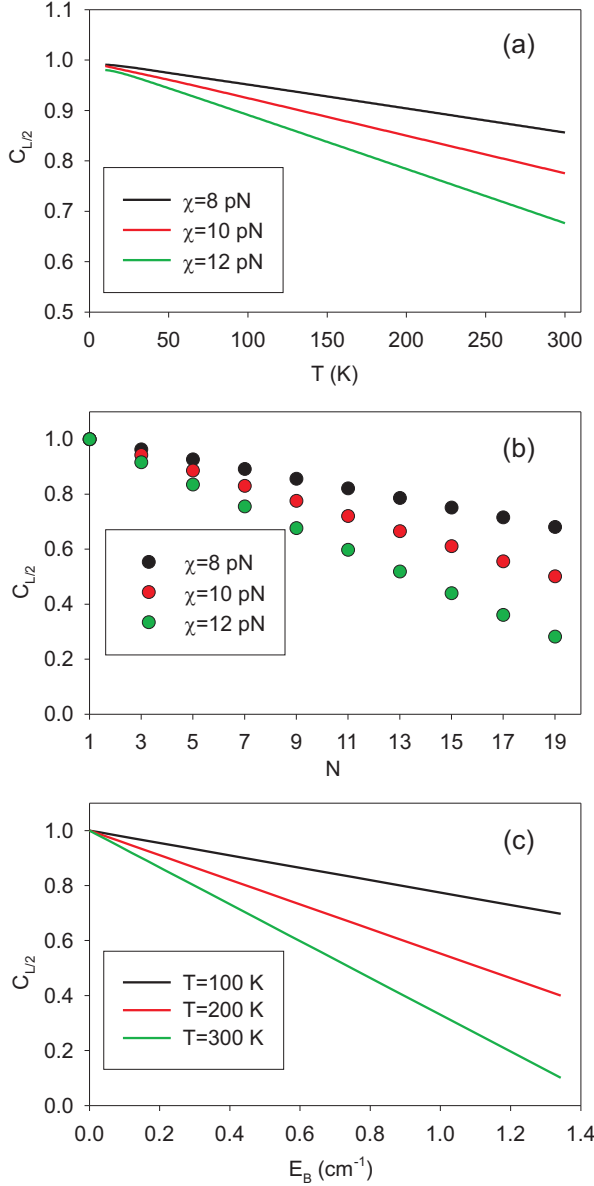 1.1
(a)
1.0
0.9
C_{L/2}
0.8
χ=8 pN
0.7
χ=10 pN
χ=12 pN
0.6
0.5
0 50 100 150 200 250 300
T (K)
(b)
1.0
0.8
C_{L/2}
0.6
χ=8 pN
χ=10 pN
0.4
χ=12 pN
0.2
0.0
1 3 5 7 9 11 13 15 17 19
N
(c)
1.0
0.8
C_{L/2}
0.6
T=100 K
0.4
T=200 K
T=300 K
0.2
0.0
0.0 0.2 0.4 0.6 0.8 1.0 1.2 1.4
E_B (cm⁻¹)